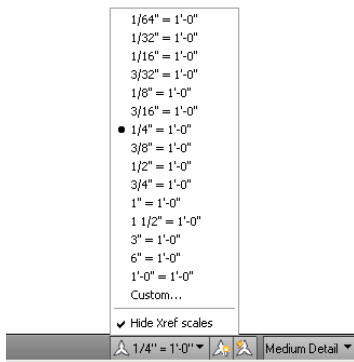 1/64" = 1'-0"
1/32" = 1'-0"
1/16" = 1'-0"
3/32" = 1'-0"
1/8" = 1'-0"
3/16" = 1'-0"
1/4" = 1'-0"
3/8" = 1'-0"
1/2" = 1'-0"
3/4" = 1'-0"
1" = 1'-0"
1 1/2" = 1'-0"
3" = 1'-0"
6" = 1'-0"
1'-0" = 1'-0"
Custom...
Hide Xref scales
1/4" = 1'-0" Medium Detail